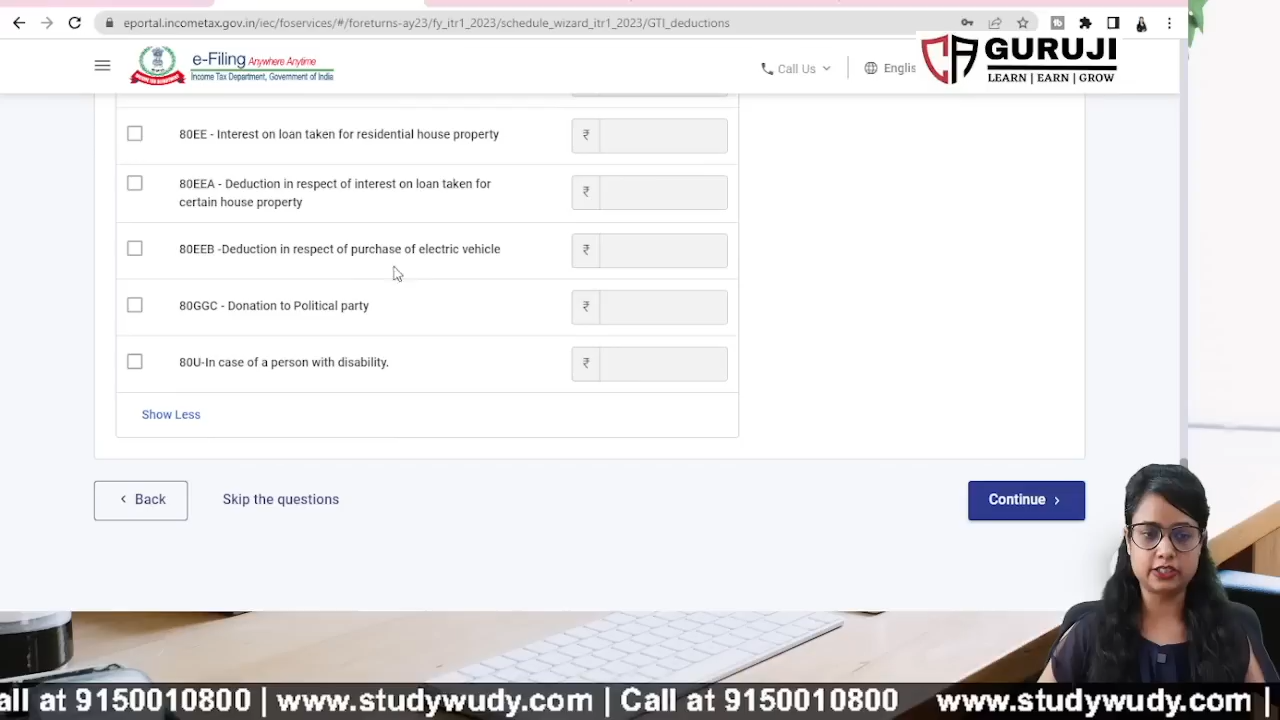 eportal.incometax.gov.in/iec/foservices/#/foreturns-ay23/fy_itr1_2023/schedule_wizard_itr1_2023/GTI_deductions
e-Filing Anywhere Anytime
Income Tax Department, Government of India
Call Us
Englis
CA GURUJI
LEARN | EARN | GROW
80EE - Interest on loan taken for residential house property
₹
80EEA - Deduction in respect of interest on loan taken for
certain house property
₹
80EEB -Deduction in respect of purchase of electric vehicle
₹
80GGC - Donation to Political party
₹
80U-In case of a person with disability.
₹
Show Less
< Back
Skip the questions
Continue >
all at 9150010800 | www.studywudy.com | Call at 9150010800 www.studywudy.com |